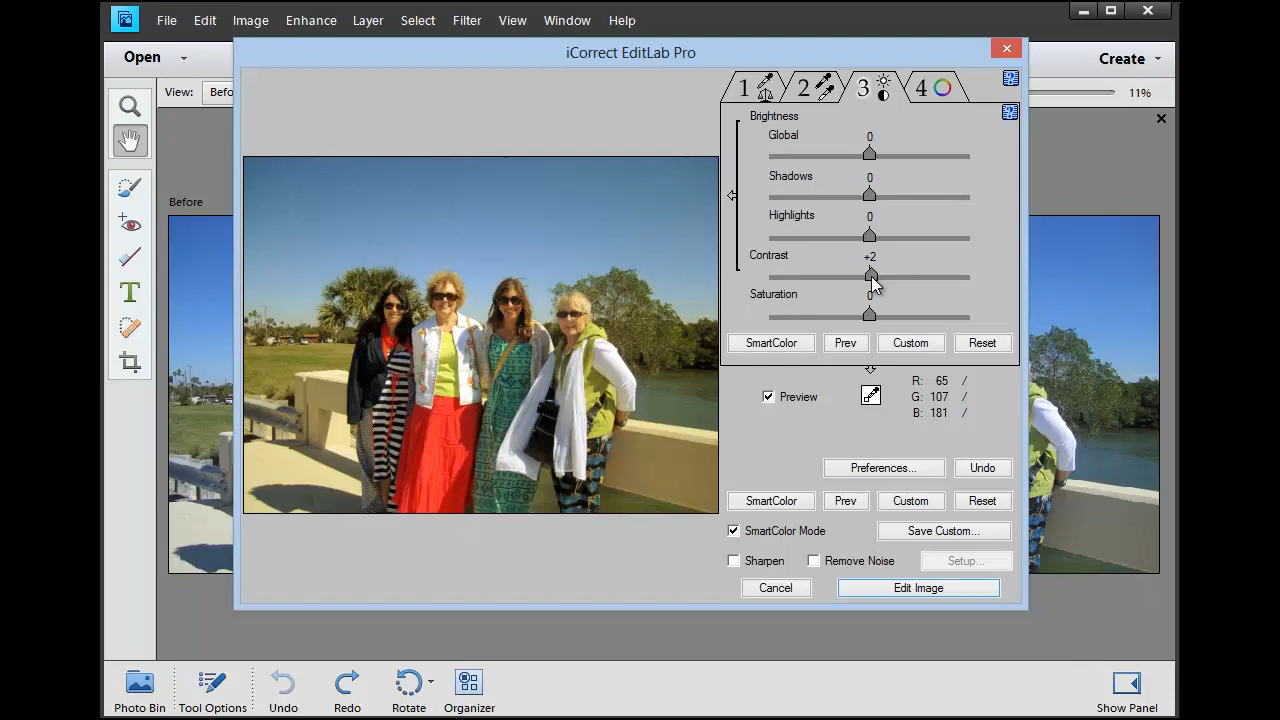 File Edit Image Enhance Layer Select Filter View Window Help
iCorrect EditLab Pro
Open
Create
View: Befo
11%
1 2 3 4
Before
Brightness
Global
0
Shadows
0
Highlights
0
Contrast
+2
Saturation
0
SmartColor Prev Custom Reset
Preview
R: 65 /
G: 107 /
B: 181 /
Preferences... Undo
SmartColor Prev Custom Reset
SmartColor Mode Save Custom...
Sharpen Remove Noise Setup...
Cancel Edit Image
T
Photo Bin Tool Options Undo Redo Rotate Organizer Show Panel